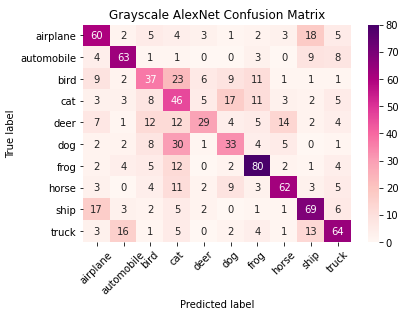 Grayscale AlexNet Confusion Matrix
True label
airplane 60 2 5 4 3 1 2 3 18 5
automobile 4 63 1 1 0 0 3 0 9 8
bird 9 2 37 23 6 9 11 1 1 1
cat 3 3 8 46 5 17 11 3 2 5
deer 7 1 12 12 29 4 5 14 2 4
dog 2 2 8 30 1 33 4 5 0 1
frog 2 4 5 12 0 2 80 2 1 4
horse 3 0 4 11 2 9 3 62 3 5
ship 17 3 2 5 2 0 1 1 69 6
truck 3 16 1 5 0 2 4 1 13 64
airplane automobile bird cat deer dog frog horse ship truck
Predicted label
80
70
60
50
40
30
20
10
0